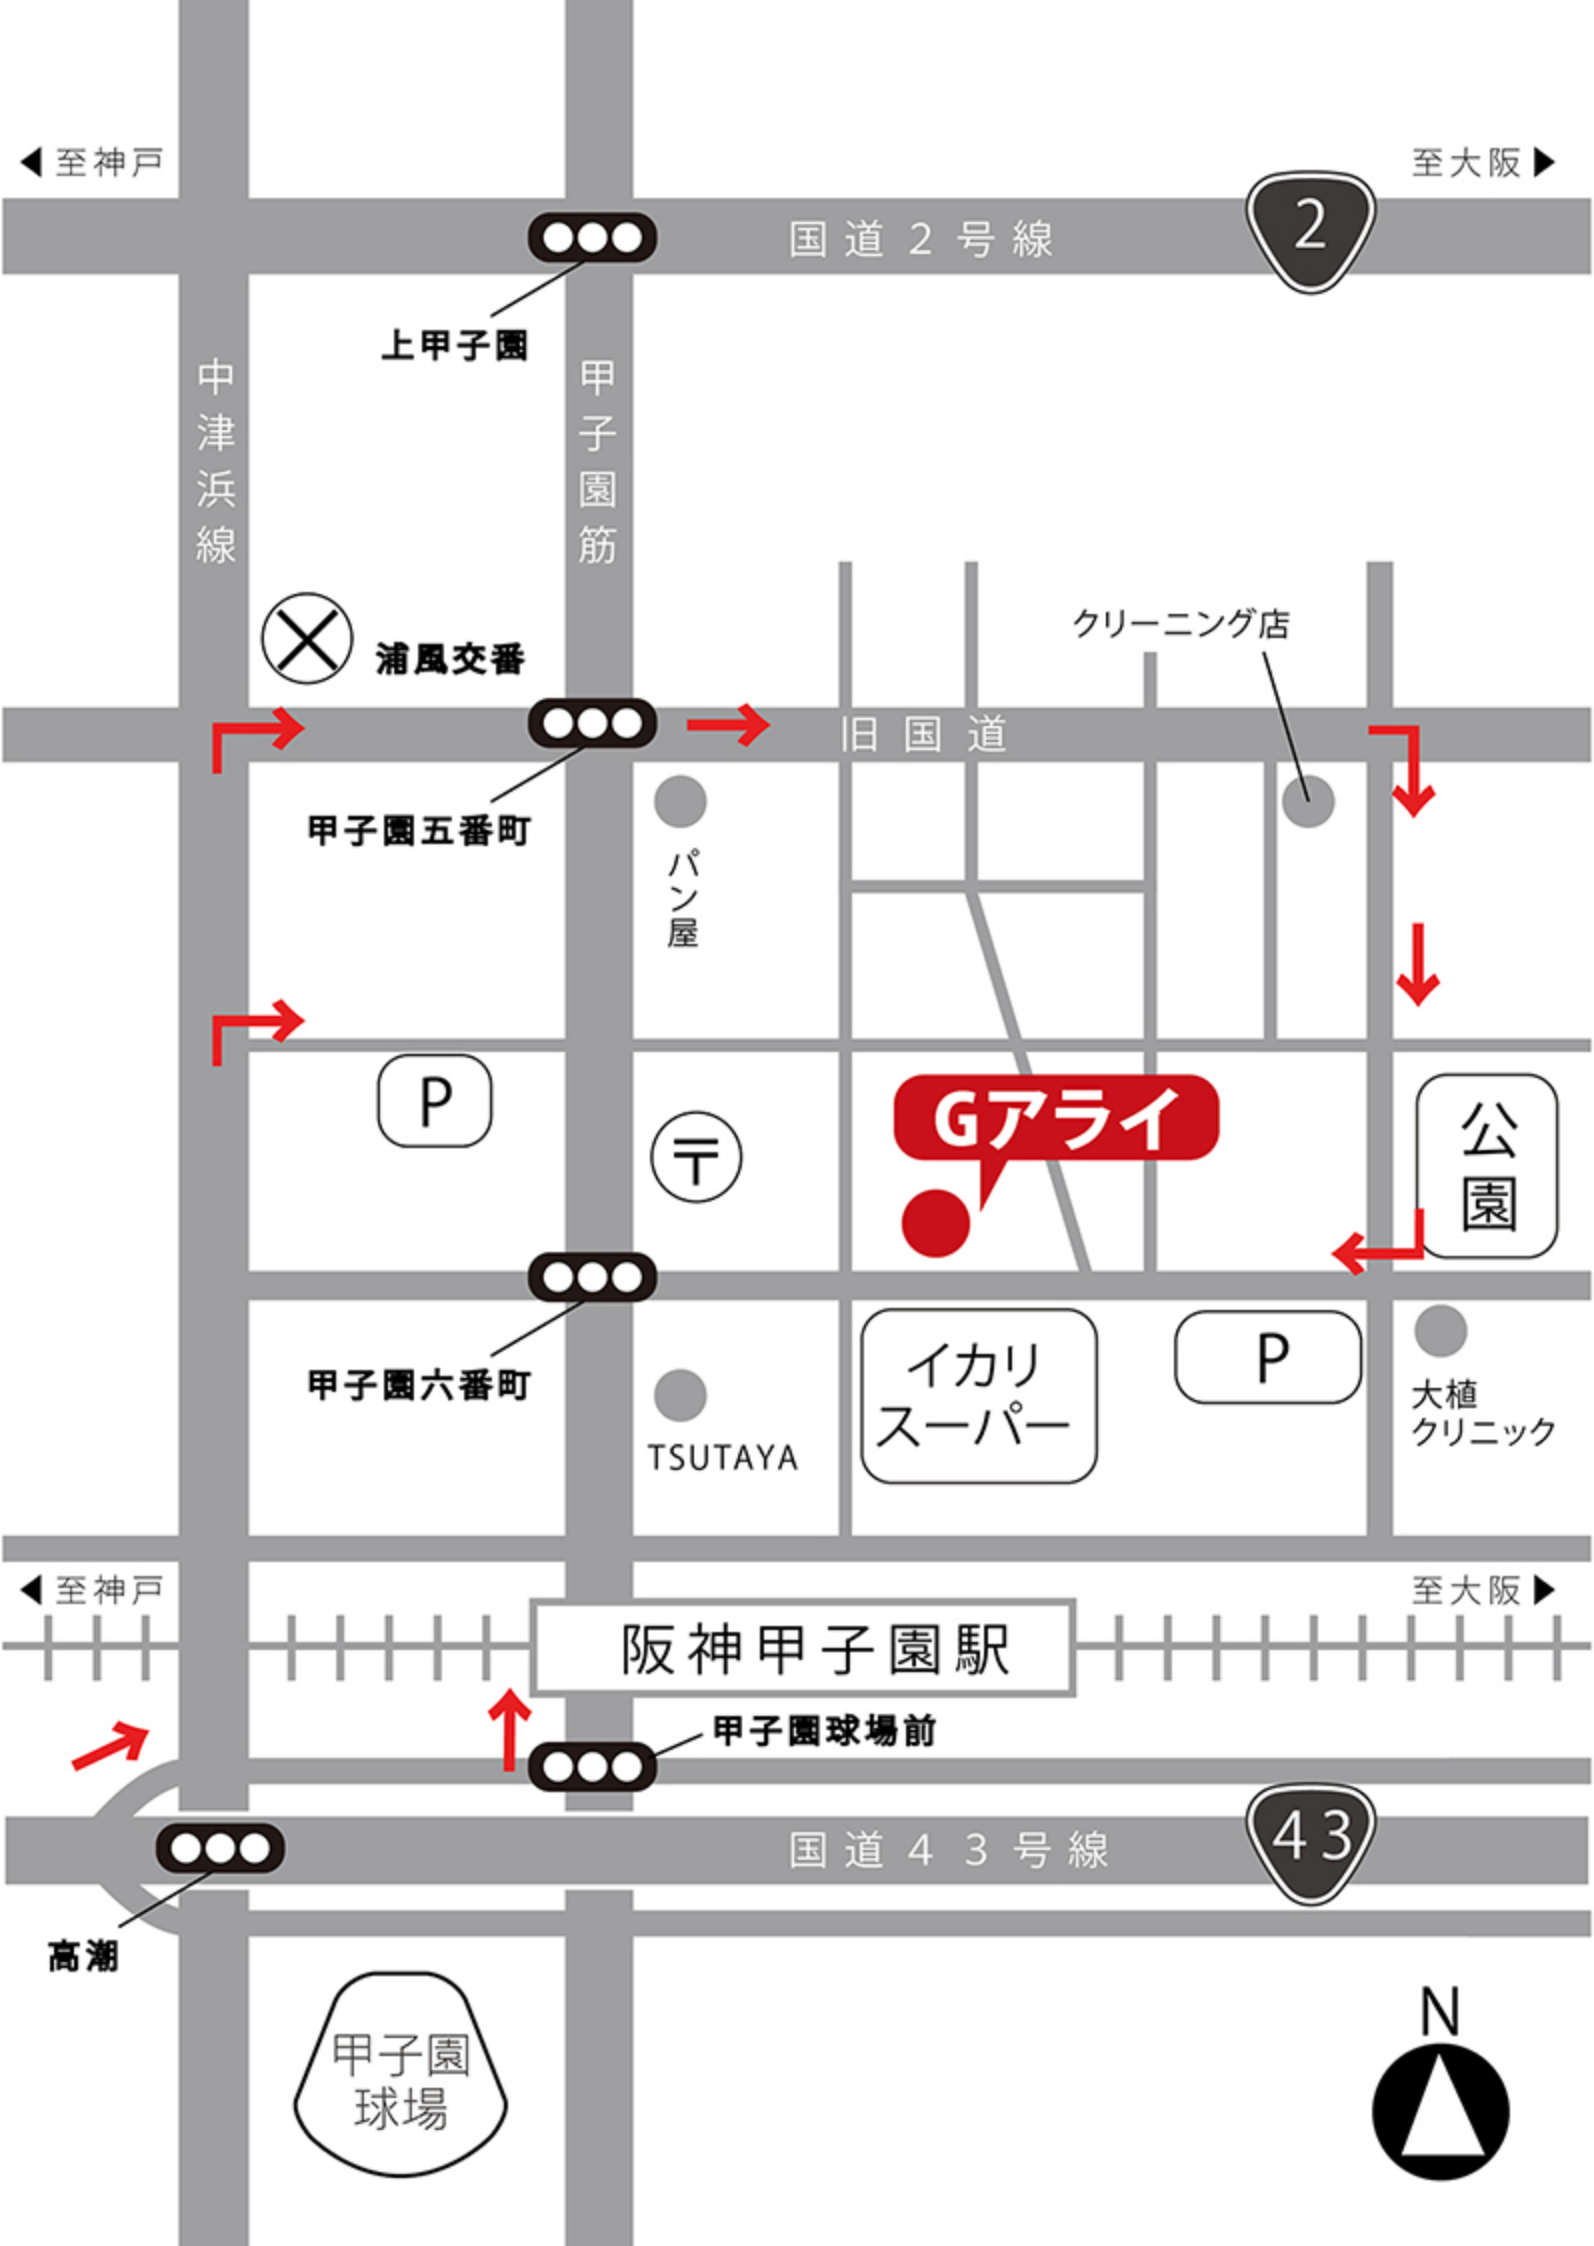 至神戸
至大阪
2
国道2号線
上甲子園
中津浜線
甲子園筋
クリーニング店
浦風交番
旧国道
甲子園五番町
パン屋
P
Gアライ
公園
〒
甲子園六番町
イカリ
スーパー
P
大植
クリニック
TSUTAYA
至神戸
至大阪
阪神甲子園駅
甲子園球場前
国道43号線
43
高潮
甲子園
球場
N